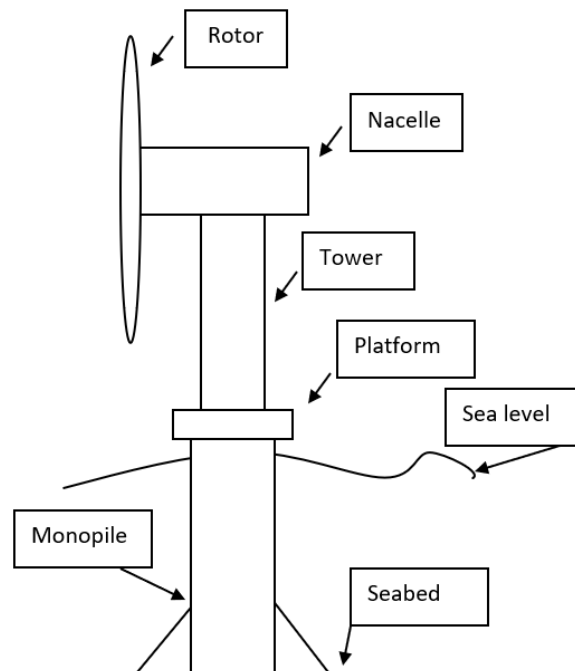 Rotor
Nacelle
Tower
Platform
Sea level
Monopile
Seabed